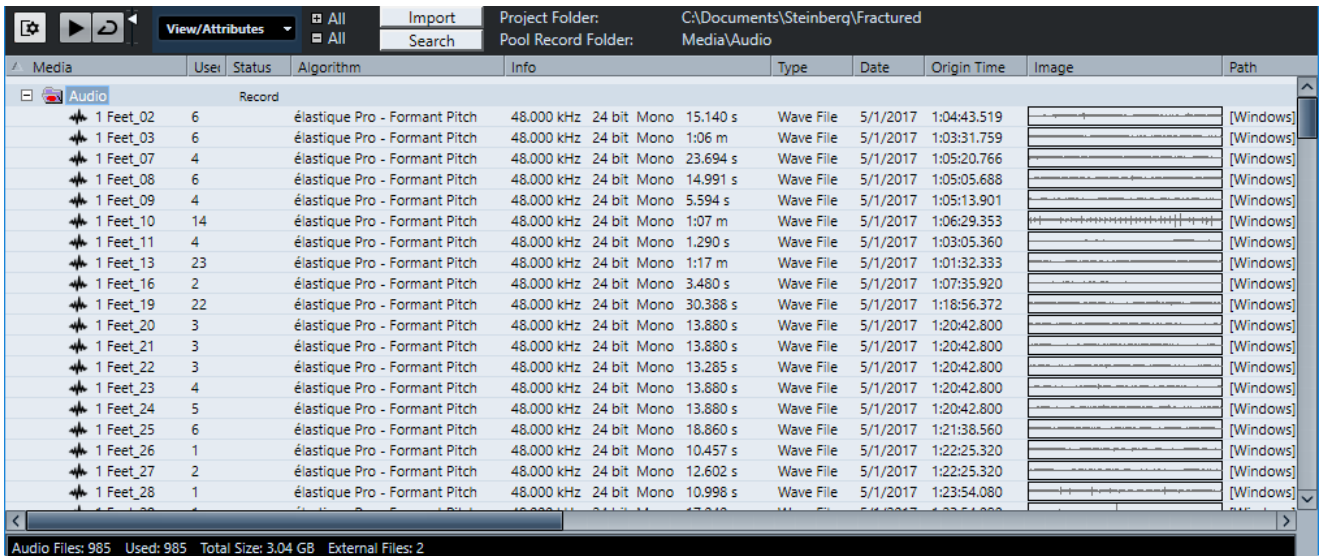 View/Attributes All Import Project Folder: C:\Documents\Steinberg\Fractured
All Search Pool Record Folder: Media\Audio
Media Used Status Algorithm Info Type Date Origin Time Image Path
Audio Record
1 Feet_02 6 élastique Pro - Formant Pitch 48.000 kHz 24 bit Mono 15.140 s Wave File 5/1/2017 1:04:43.519 [Windows]
1 Feet_03 6 élastique Pro - Formant Pitch 48.000 kHz 24 bit Mono 1:06 m Wave File 5/1/2017 1:03:31.759 [Windows]
1 Feet_07 4 élastique Pro - Formant Pitch 48.000 kHz 24 bit Mono 23.694 s Wave File 5/1/2017 1:05:20.766 [Windows]
1 Feet_08 6 élastique Pro - Formant Pitch 48.000 kHz 24 bit Mono 14.991 s Wave File 5/1/2017 1:05:05.688 [Windows]
1 Feet_09 4 élastique Pro - Formant Pitch 48.000 kHz 24 bit Mono 5.594 s Wave File 5/1/2017 1:05:13.901 [Windows]
1 Feet_10 14 élastique Pro - Formant Pitch 48.000 kHz 24 bit Mono 1:07 m Wave File 5/1/2017 1:06:29.353 [Windows]
1 Feet_11 4 élastique Pro - Formant Pitch 48.000 kHz 24 bit Mono 1.290 s Wave File 5/1/2017 1:03:05.360 [Windows]
1 Feet_13 23 élastique Pro - Formant Pitch 48.000 kHz 24 bit Mono 1:17 m Wave File 5/1/2017 1:01:32.333 [Windows]
1 Feet_16 2 élastique Pro - Formant Pitch 48.000 kHz 24 bit Mono 3.480 s Wave File 5/1/2017 1:07:35.920 [Windows]
1 Feet_19 22 élastique Pro - Formant Pitch 48.000 kHz 24 bit Mono 30.388 s Wave File 5/1/2017 1:18:56.372 [Windows]
1 Feet_20 3 élastique Pro - Formant Pitch 48.000 kHz 24 bit Mono 13.880 s Wave File 5/1/2017 1:20:42.800 [Windows]
1 Feet_21 3 élastique Pro - Formant Pitch 48.000 kHz 24 bit Mono 13.880 s Wave File 5/1/2017 1:20:42.800 [Windows]
1 Feet_22 3 élastique Pro - Formant Pitch 48.000 kHz 24 bit Mono 13.285 s Wave File 5/1/2017 1:20:42.800 [Windows]
1 Feet_23 4 élastique Pro - Formant Pitch 48.000 kHz 24 bit Mono 13.880 s Wave File 5/1/2017 1:20:42.800 [Windows]
1 Feet_24 5 élastique Pro - Formant Pitch 48.000 kHz 24 bit Mono 13.880 s Wave File 5/1/2017 1:20:42.800 [Windows]
1 Feet_25 6 élastique Pro - Formant Pitch 48.000 kHz 24 bit Mono 18.860 s Wave File 5/1/2017 1:21:38.560 [Windows]
1 Feet_26 1 élastique Pro - Formant Pitch 48.000 kHz 24 bit Mono 10.457 s Wave File 5/1/2017 1:22:25.320 [Windows]
1 Feet_27 2 élastique Pro - Formant Pitch 48.000 kHz 24 bit Mono 12.602 s Wave File 5/1/2017 1:22:25.320 [Windows]
1 Feet_28 1 élastique Pro - Formant Pitch 48.000 kHz 24 bit Mono 10.998 s Wave File 5/1/2017 1:23:54.080 [Windows]
Audio Files: 985 Used: 985 Total Size: 3.04 GB External Files: 2